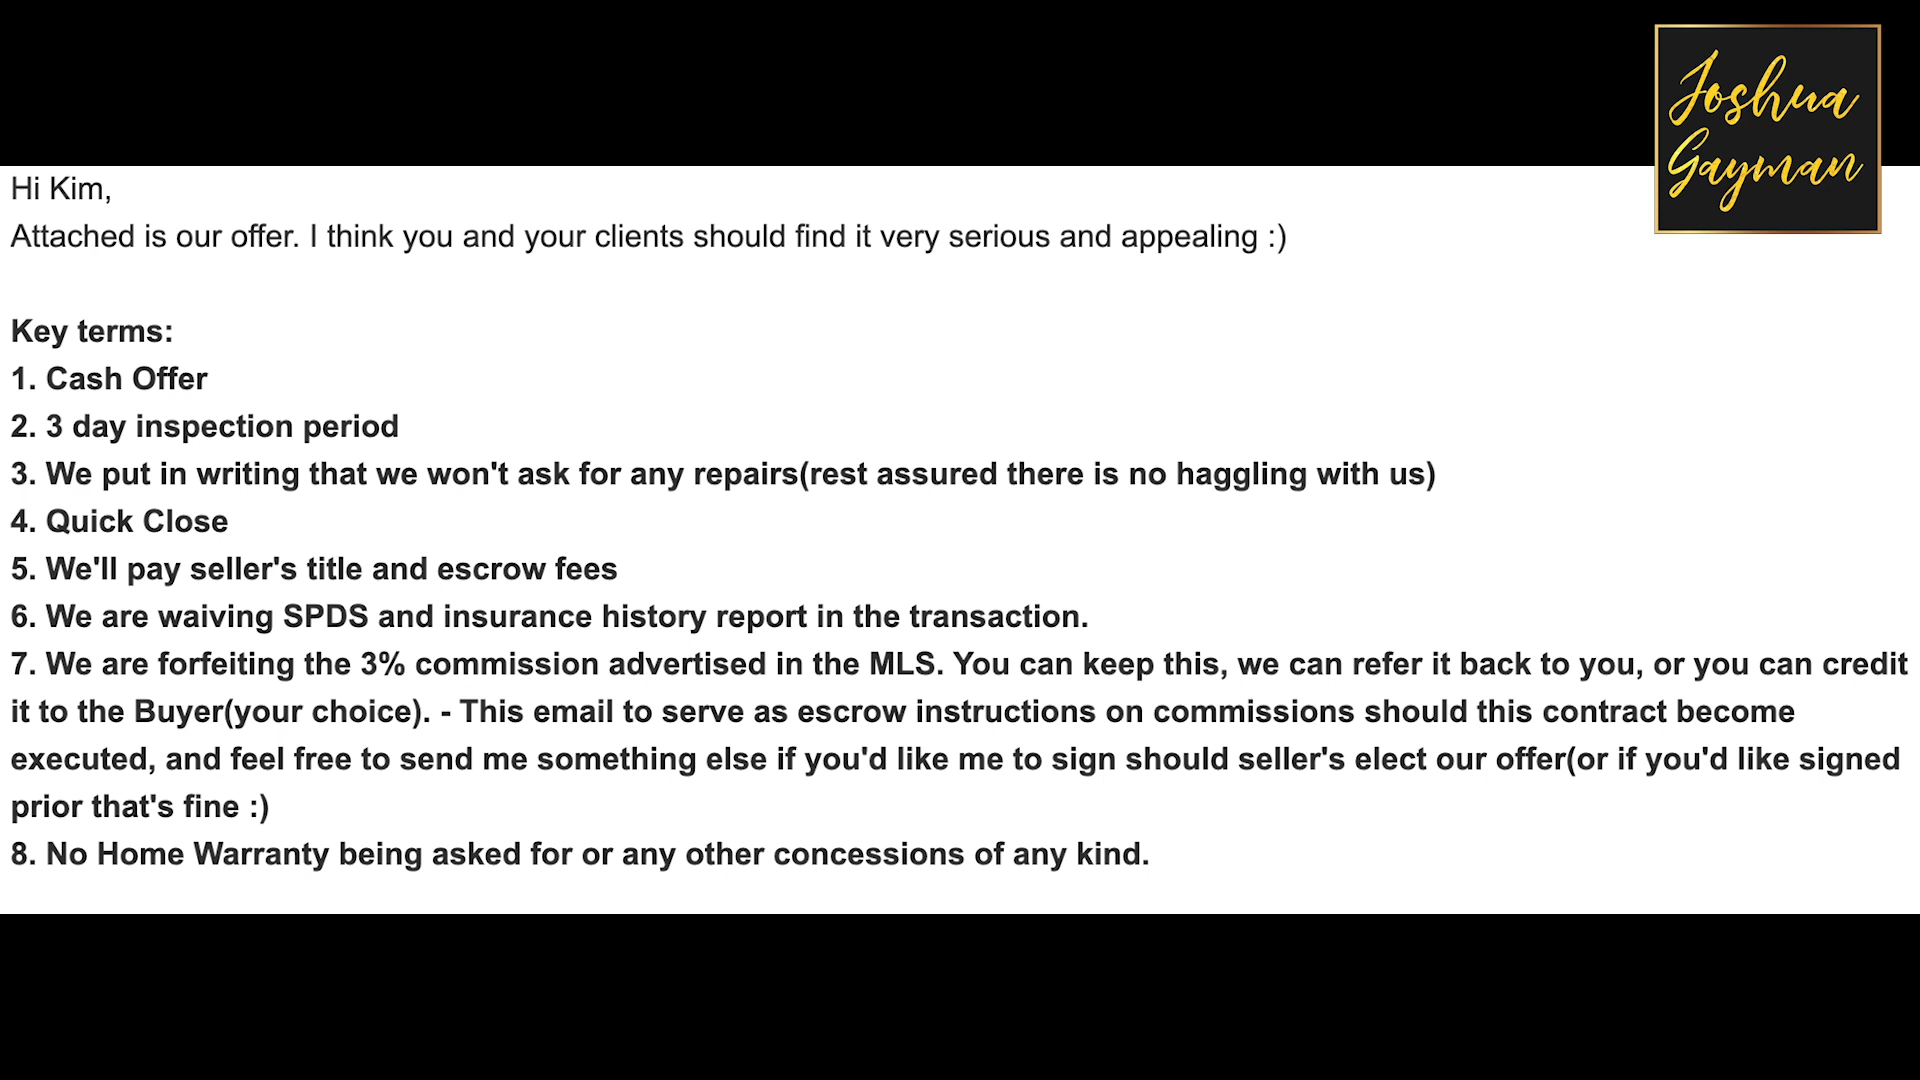 Joshua
Gayman
Hi Kim,
Attached is our offer. I think you and your clients should find it very serious and appealing :)
Key terms:
1. Cash Offer
2. 3 day inspection period
3. We put in writing that we won't ask for any repairs(rest assured there is no haggling with us)
4. Quick Close
5. We'll pay seller's title and escrow fees
6. We are waiving SPDS and insurance history report in the transaction.
7. We are forfeiting the 3% commission advertised in the MLS. You can keep this, we can refer it back to you, or you can credit
it to the Buyer(your choice). - This email to serve as escrow instructions on commissions should this contract become
executed, and feel free to send me something else if you'd like me to sign should seller's elect our offer(or if you'd like signed
prior that's fine :)
8. No Home Warranty being asked for or any other concessions of any kind.